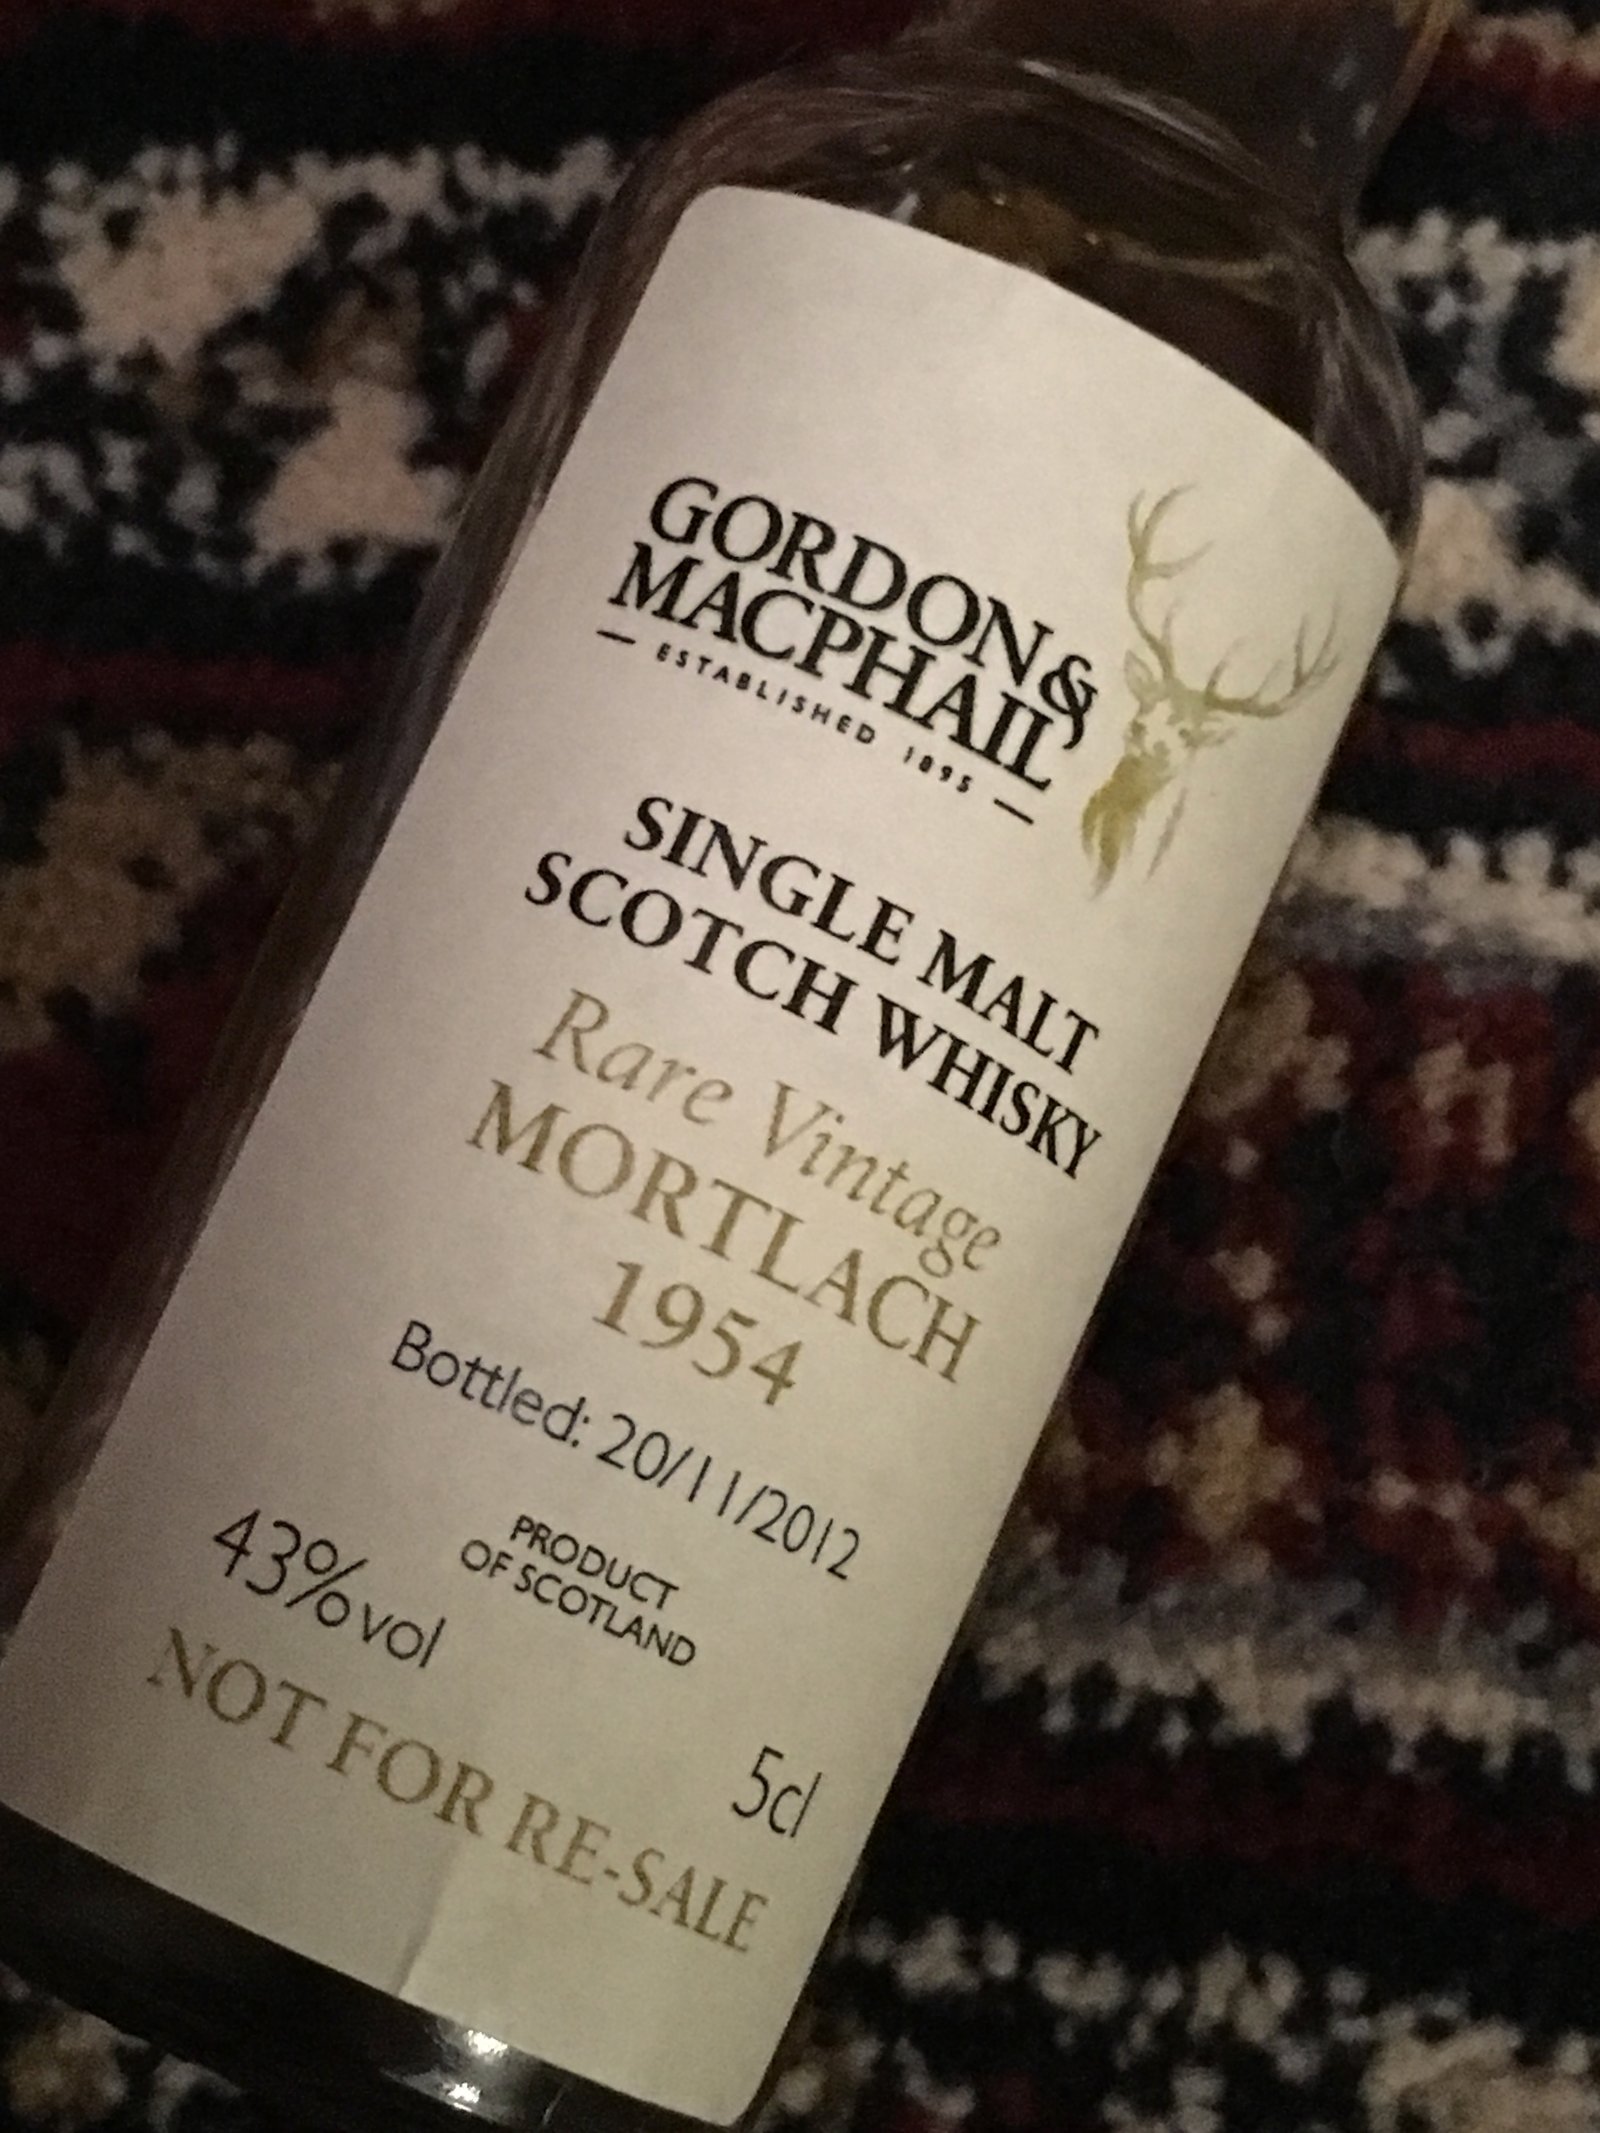 GORDON&
MACPHAIL
— ESTABLISHED 1895 —
SINGLE MALT
SCOTCH WHISKY
Rare Vintage
MORTLACH
1954
Bottled: 20/11/2012
PRODUCT
OF SCOTLAND
43%vol
5cl
NOT FOR RE-SALE